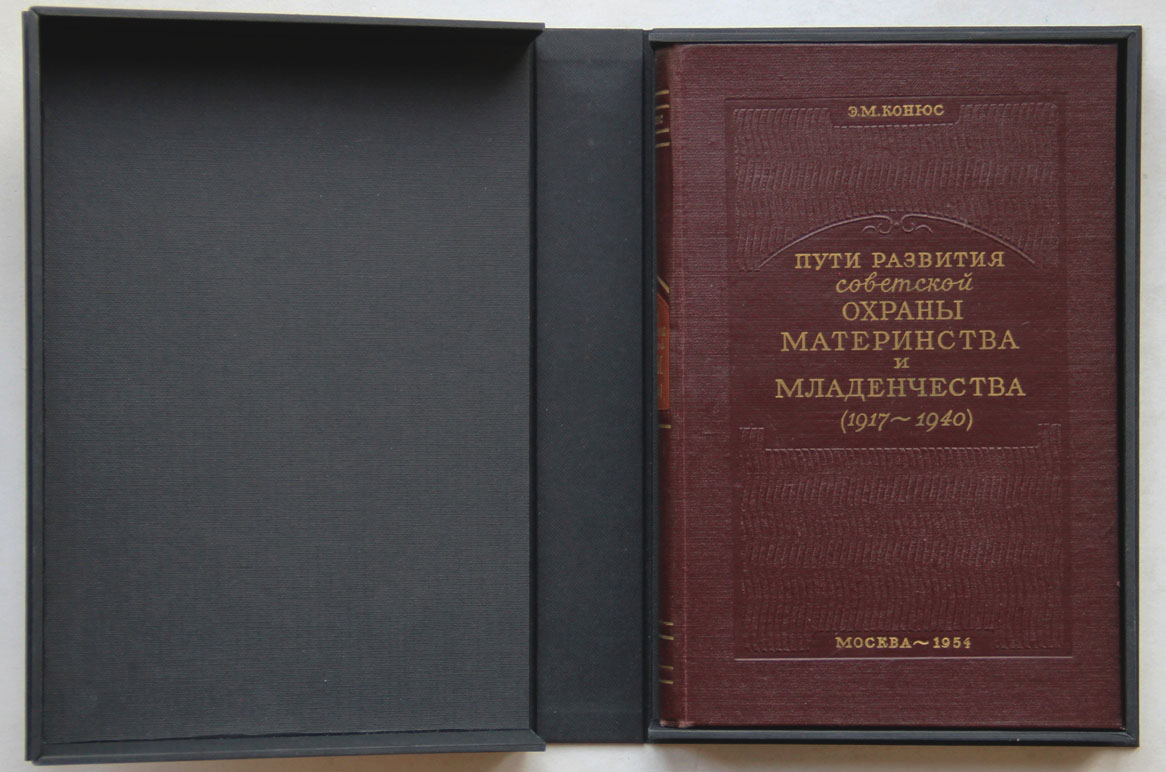 Э.М.КОНЮС
ПУТИ РАЗВИТИЯ
советской
ОХРАНЫ
МАТЕРИНСТВА
и
МЛАДЕНЧЕСТВА
(1917~1940)
МОСКВА~1954